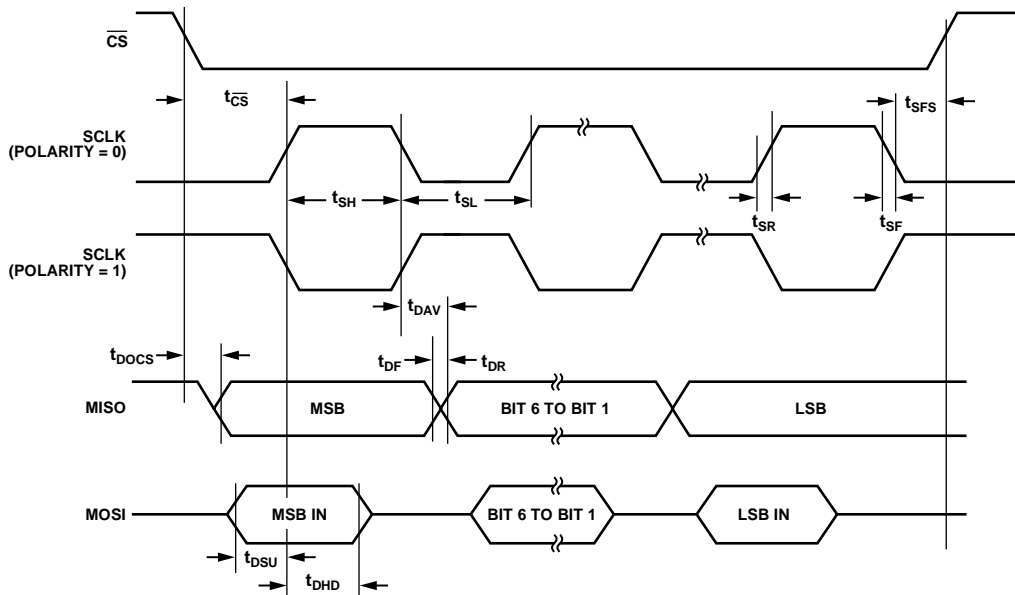 CS
tCS
tSFS
SCLK
(POLARITY = 0)
tSH
tSL
tSR
tSF
SCLK
(POLARITY = 1)
tDAV
tDOCS
tDF
tDR
MISO
MSB
BIT 6 TO BIT 1
LSB
MOSI
MSB IN
BIT 6 TO BIT 1
LSB IN
tDSU
tDHD